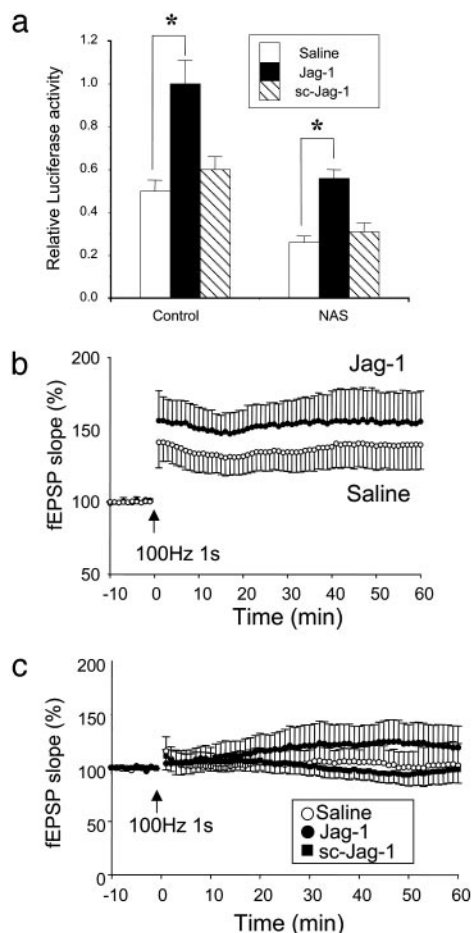 a
* *
Saline
Jag-1
sc-Jag-1
Relative Luciferase activity
1.2
1.0
0.8
0.6
0.4
0.2
0.0
Control NAS
b
fEPSP slope (%)
200
150
100
50
Jag-1
Saline
100Hz 1s
-10 0 10 20 30 40 50 60
Time (min)
c
fEPSP slope (%)
200
150
100
50
0
100Hz 1s
Saline
Jag-1
sc-Jag-1
-10 0 10 20 30 40 50 60
Time (min)